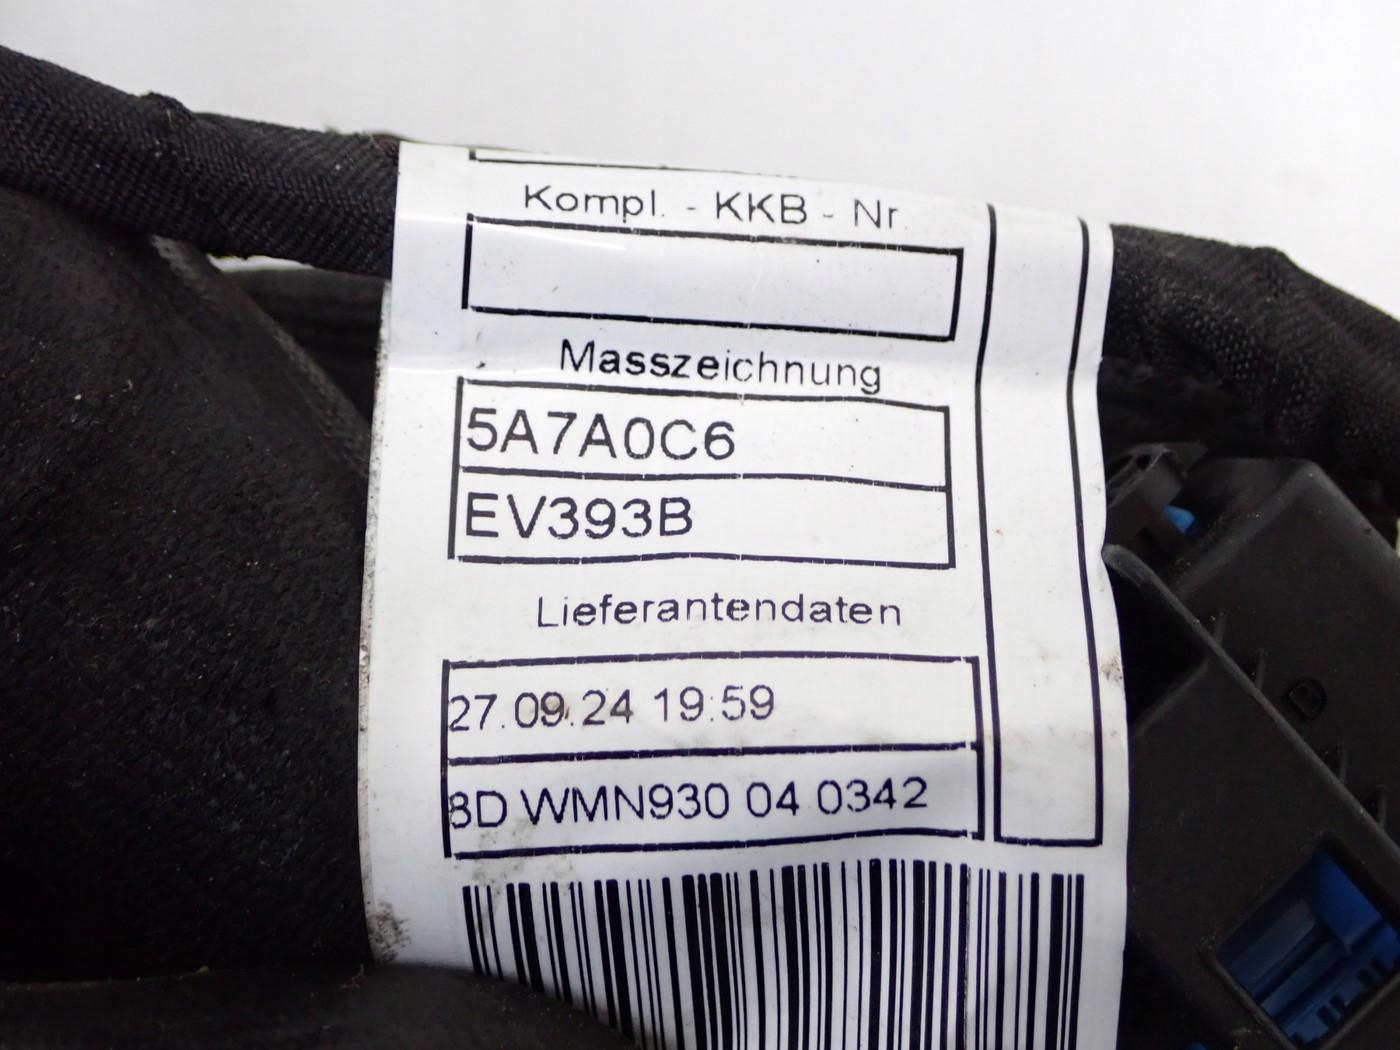 Kompl. - KKB - Nr
Masszeichnung
5A7A0C6
EV393B
Lieferantendaten
27.09.24 19:59
8D WMN930 04 0342
B